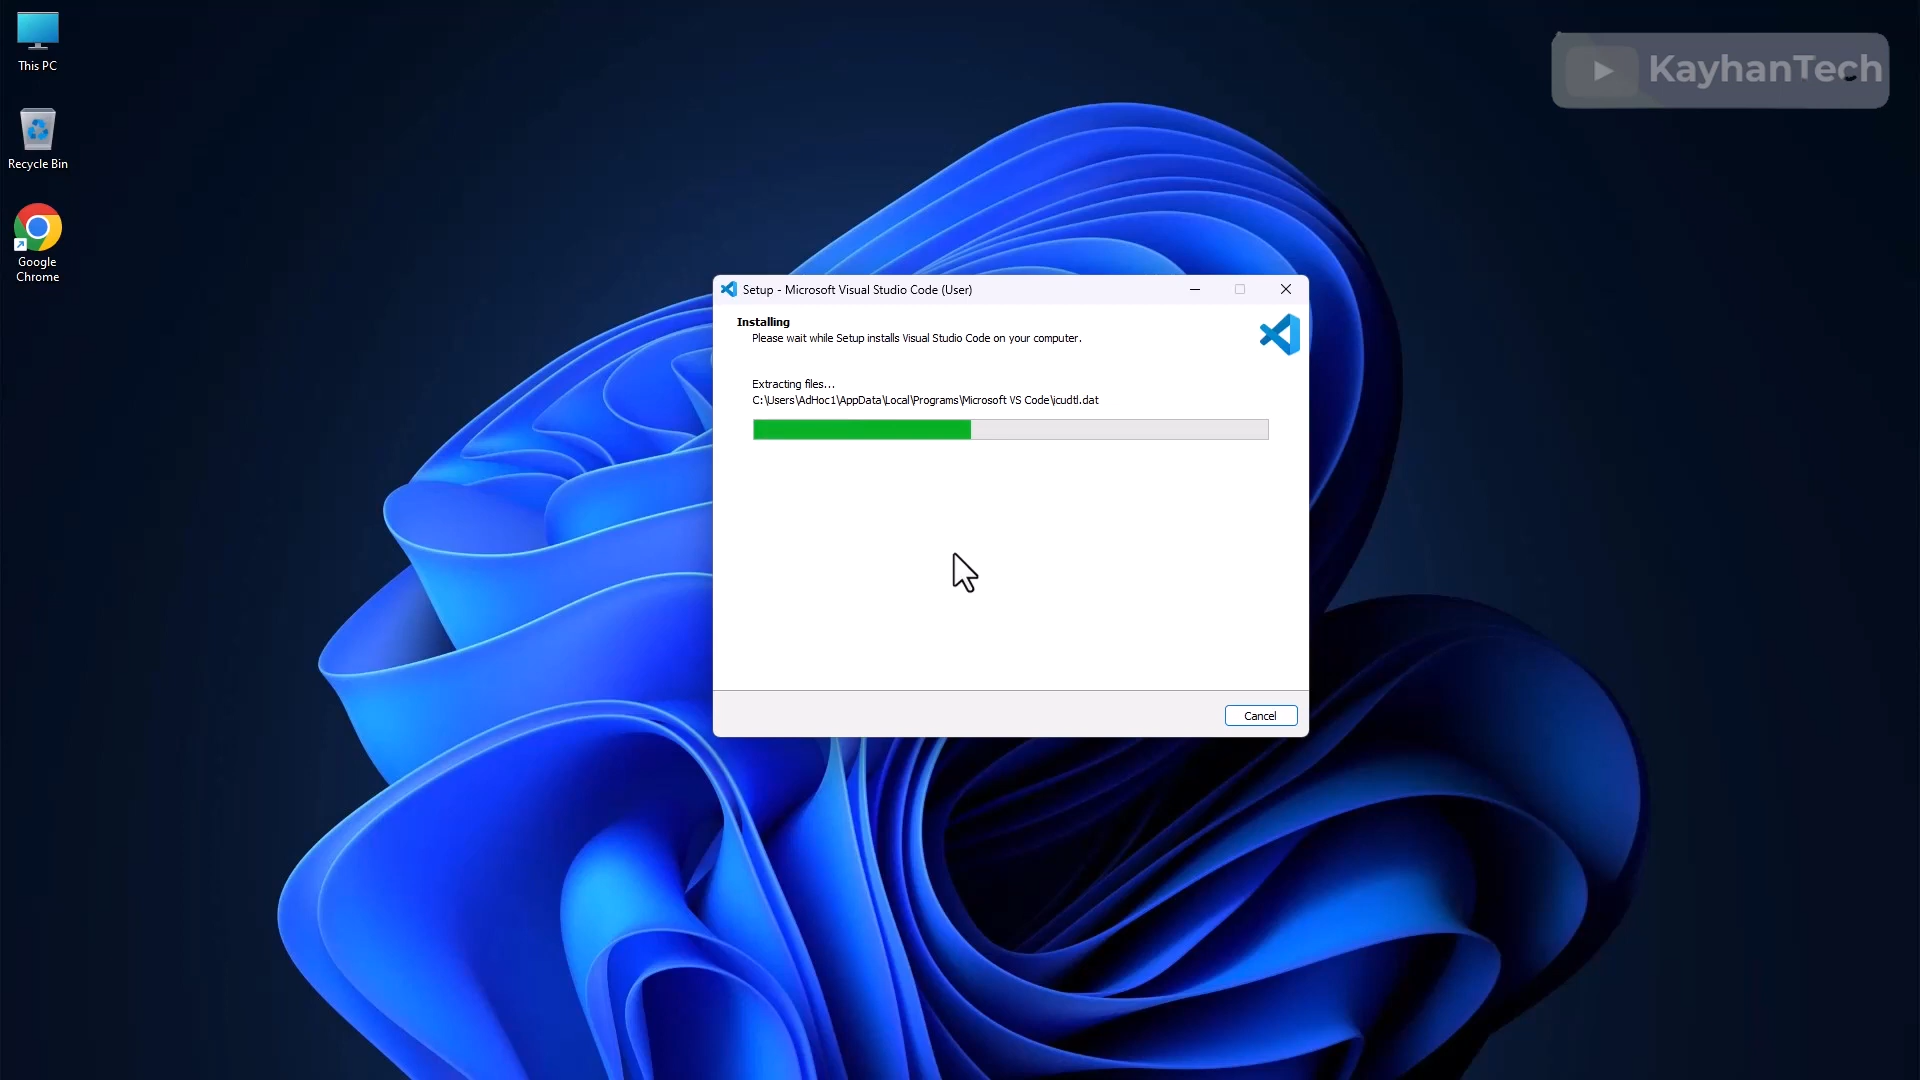 This PC
Recycle Bin
Google
Chrome
KayhanTech
Setup - Microsoft Visual Studio Code (User)
Installing
Please wait while Setup installs Visual Studio Code on your computer.
Extracting files...
C:\Users\AdHoc1\AppData\Local\Programs\Microsoft VS Code\icudtl.dat
Cancel